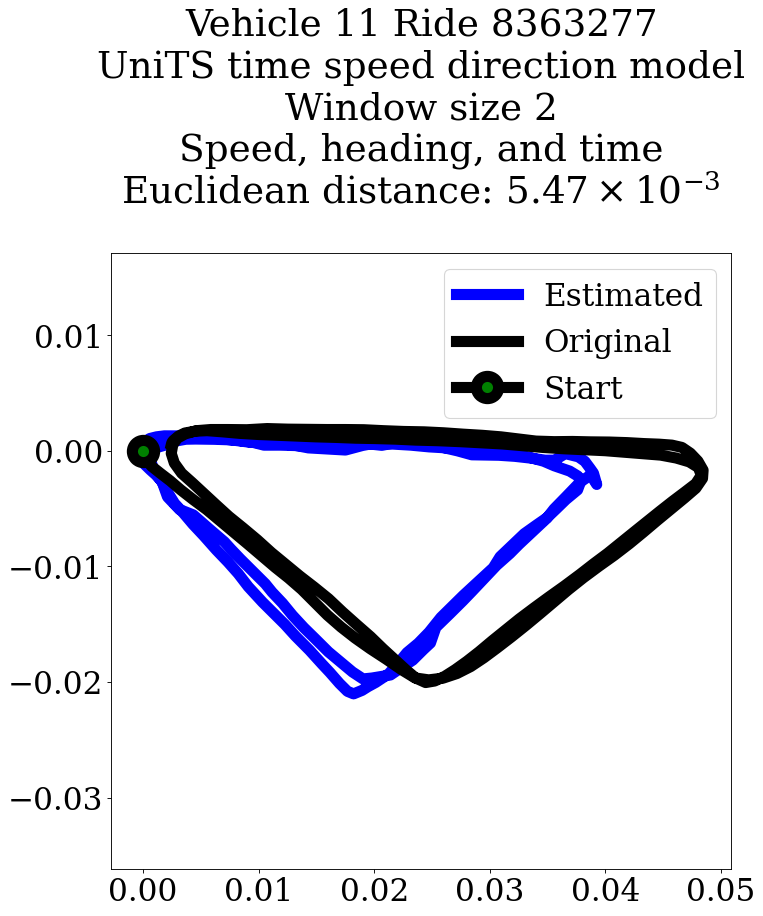 Vehicle 11 Ride 8363277
UniTS time speed direction model
Window size 2
Speed, heading, and time
Euclidean distance: 5.47 × 10⁻³
Estimated
Original
Start
0.01
0.00
−0.01
−0.02
−0.03
0.00 0.01 0.02 0.03 0.04 0.05